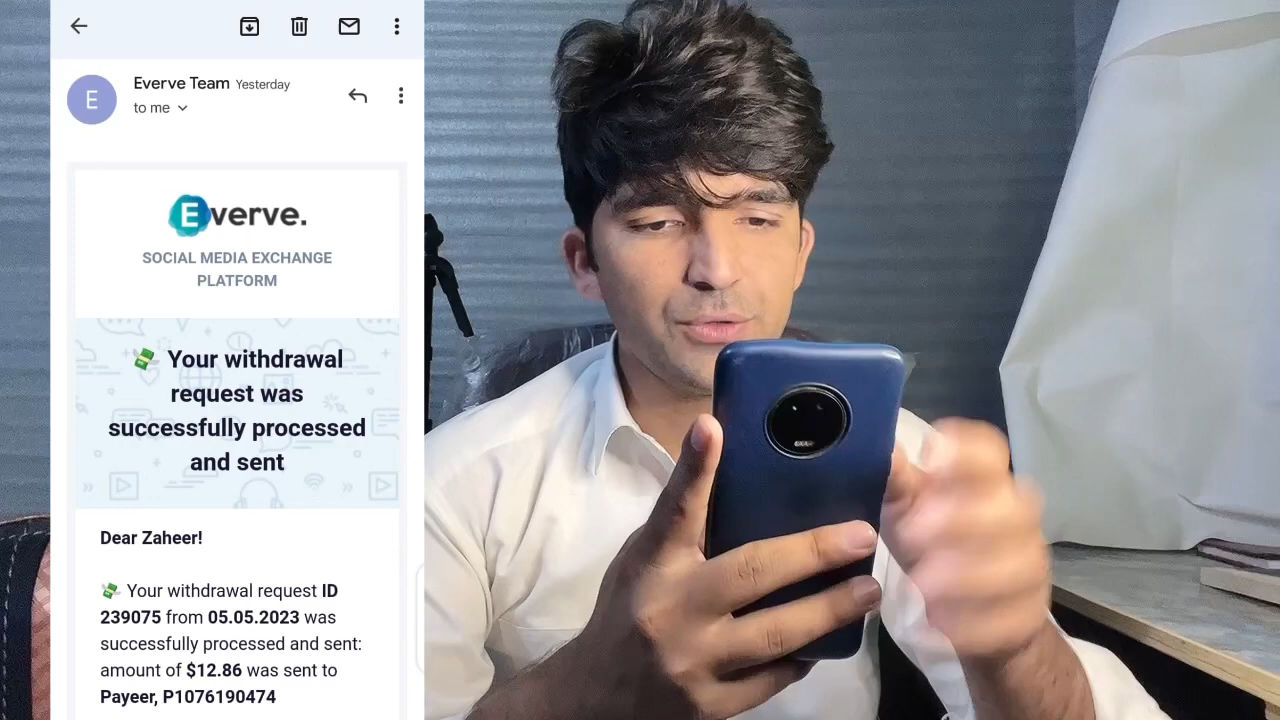 E
Everve Team Yesterday
to me
Everve.
SOCIAL MEDIA EXCHANGE
PLATFORM
Your withdrawal
request was
successfully processed
and sent
Dear Zaheer!
Your withdrawal request ID
239075 from 05.05.2023 was
successfully processed and sent:
amount of $12.86 was sent to
Payeer, P1076190474